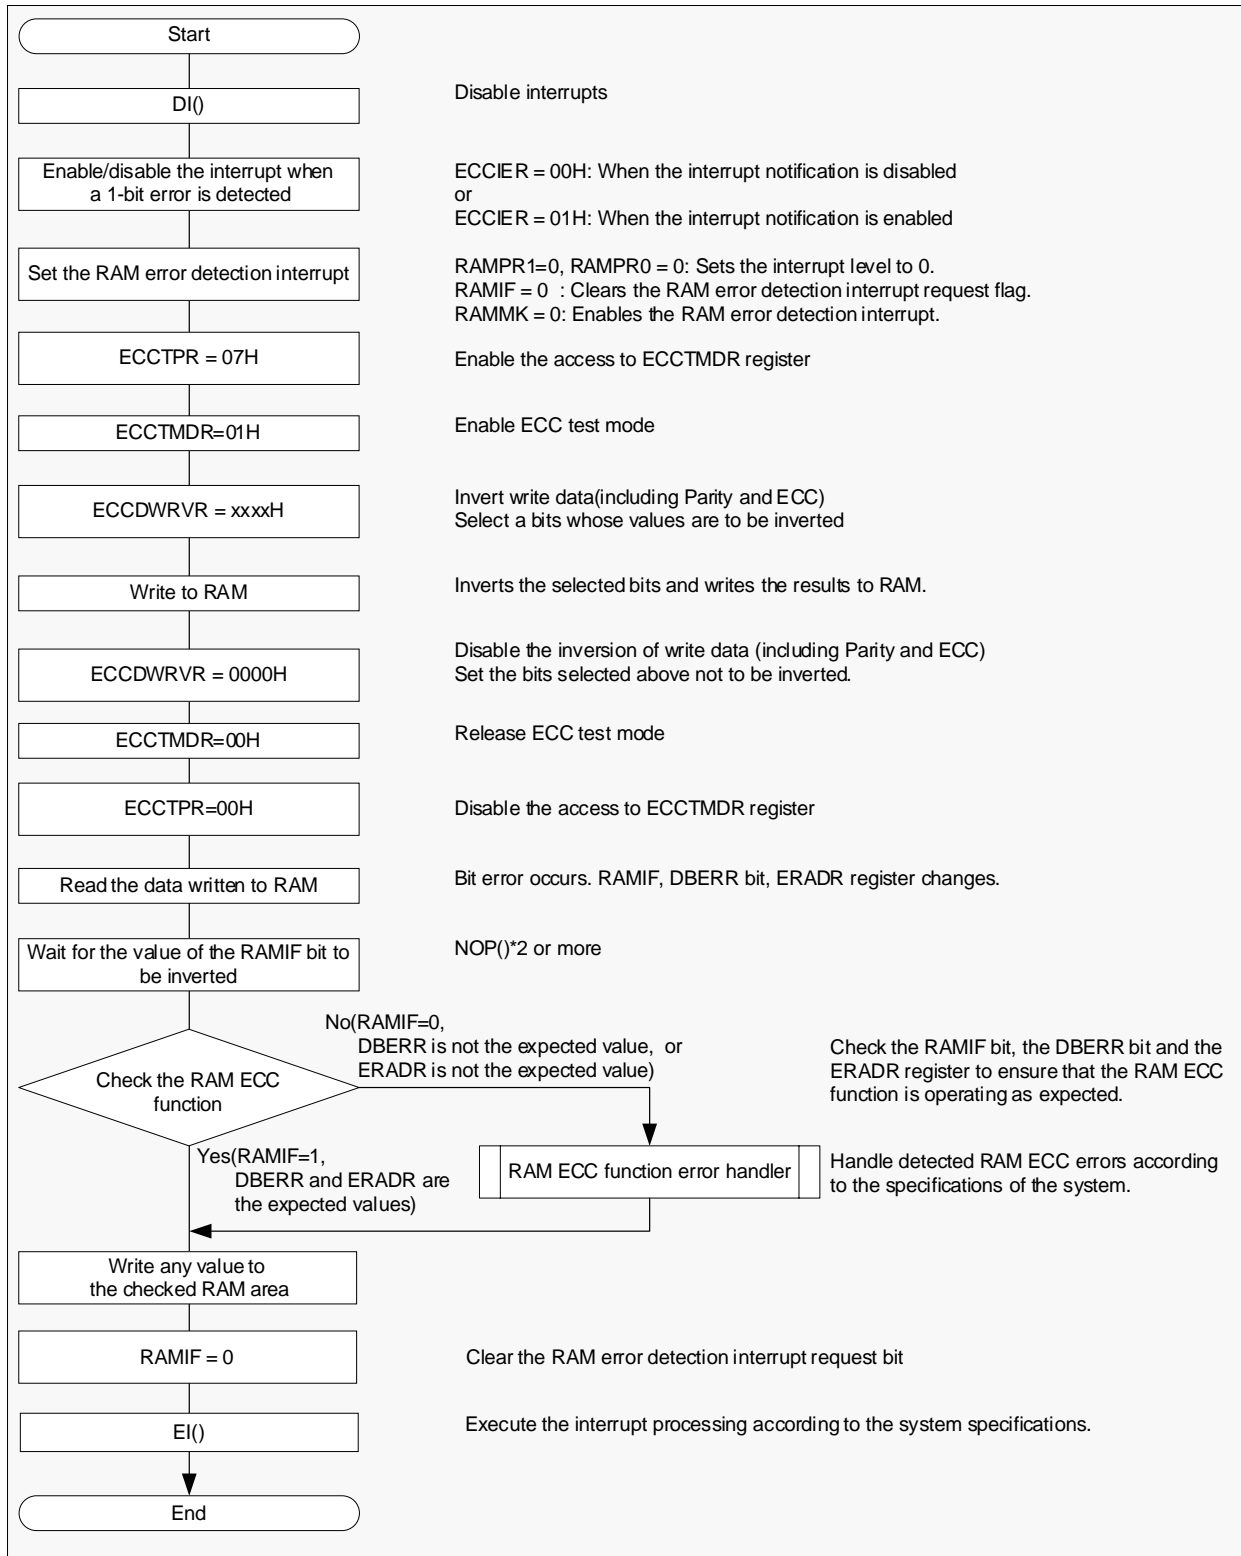 Start
DI()
Disable interrupts
Enable/disable the interrupt when
a 1-bit error is detected
ECCIER = 00H: When the interrupt notification is disabled
or
ECCIER = 01H: When the interrupt notification is enabled
Set the RAM error detection interrupt
RAMPR1=0, RAMPR0 = 0: Sets the interrupt level to 0.
RAMIF = 0 : Clears the RAM error detection interrupt request flag.
RAMMK = 0: Enables the RAM error detection interrupt.
ECCTPR = 07H
Enable the access to ECCTMDR register
ECCTMDR=01H
Enable ECC test mode
ECCDWRVR = xxxxH
Invert write data(including Parity and ECC)
Select a bits whose values are to be inverted
Write to RAM
Inverts the selected bits and writes the results to RAM.
ECCDWRVR = 0000H
Disable the inversion of write data (including Parity and ECC)
Set the bits selected above not to be inverted.
ECCTMDR=00H
Release ECC test mode
ECCTPR=00H
Disable the access to ECCTMDR register
Read the data written to RAM
Bit error occurs. RAMIF, DBERR bit, ERADR register changes.
Wait for the value of the RAMIF bit to
be inverted
NOP()*2 or more
Check the RAM ECC
function
No(RAMIF=0,
DBERR is not the expected value, or
ERADR is not the expected value)
Check the RAMIF bit, the DBERR bit and the
ERADR register to ensure that the RAM ECC
function is operating as expected.
Yes(RAMIF=1,
DBERR and ERADR are
the expected values)
RAM ECC function error handler
Handle detected RAM ECC errors according
to the specifications of the system.
Write any value to
the checked RAM area
RAMIF = 0
Clear the RAM error detection interrupt request bit
EI()
Execute the interrupt processing according to the system specifications.
End